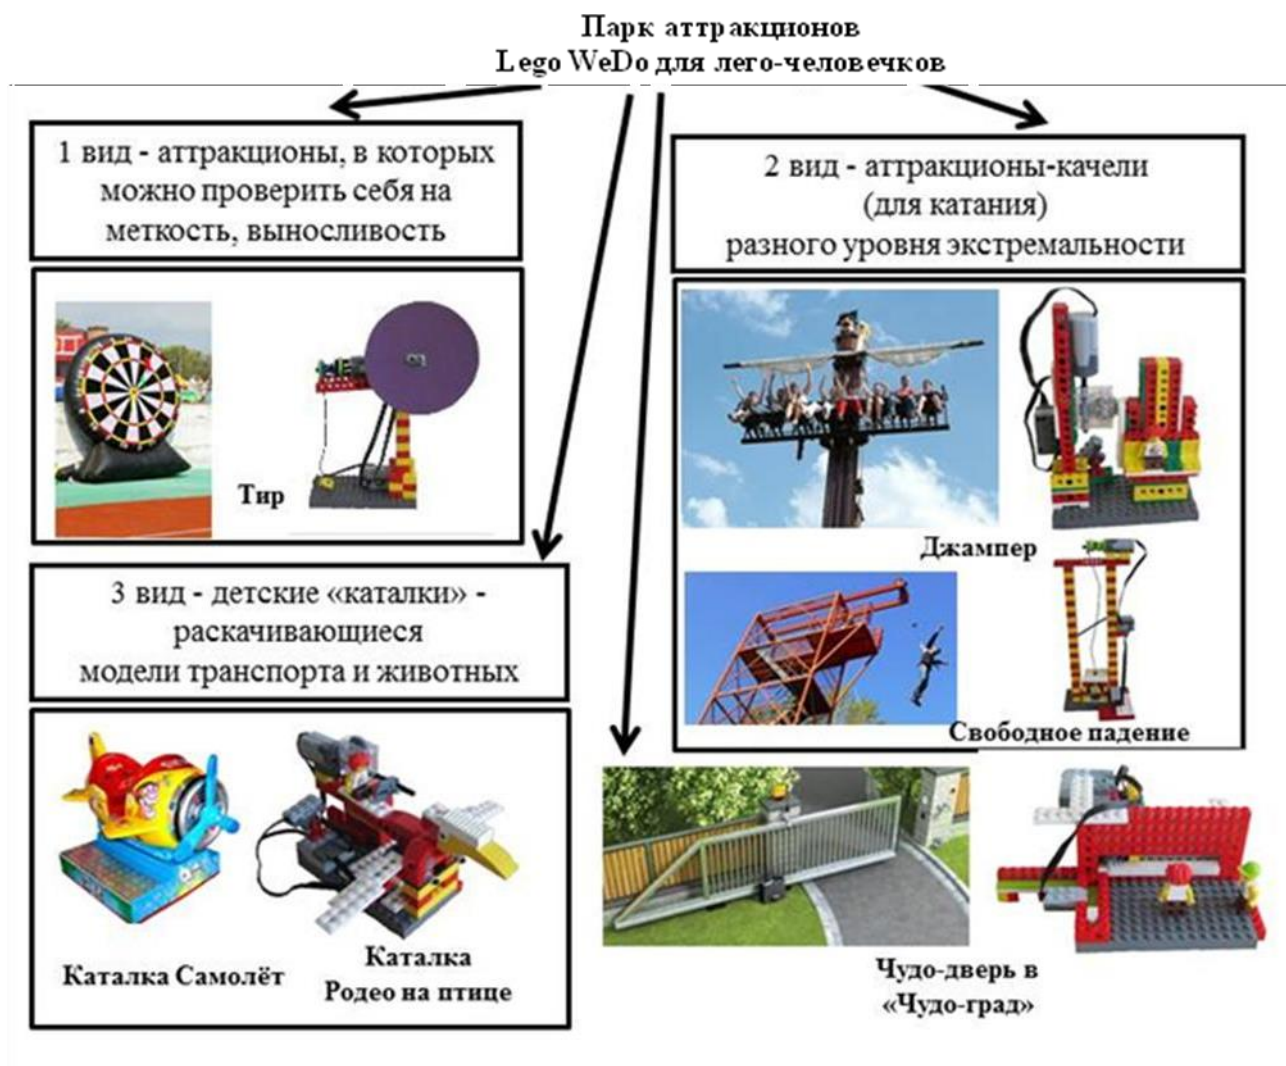 Парк аттракционов
Lego WeDo для лего-человечков
1 вид - аттракционы, в которых
можно проверить себя на
меткость, выносливость
Тир
2 вид - аттракционы-качели
(для катания)
разного уровня экстремальности
Джампер
Свободное падение
3 вид - детские «каталки» -
раскачивающиеся
модели транспорта и животных
Каталка Самолёт
Каталка
Родео на птице
Чудо-дверь в
«Чудо-град»